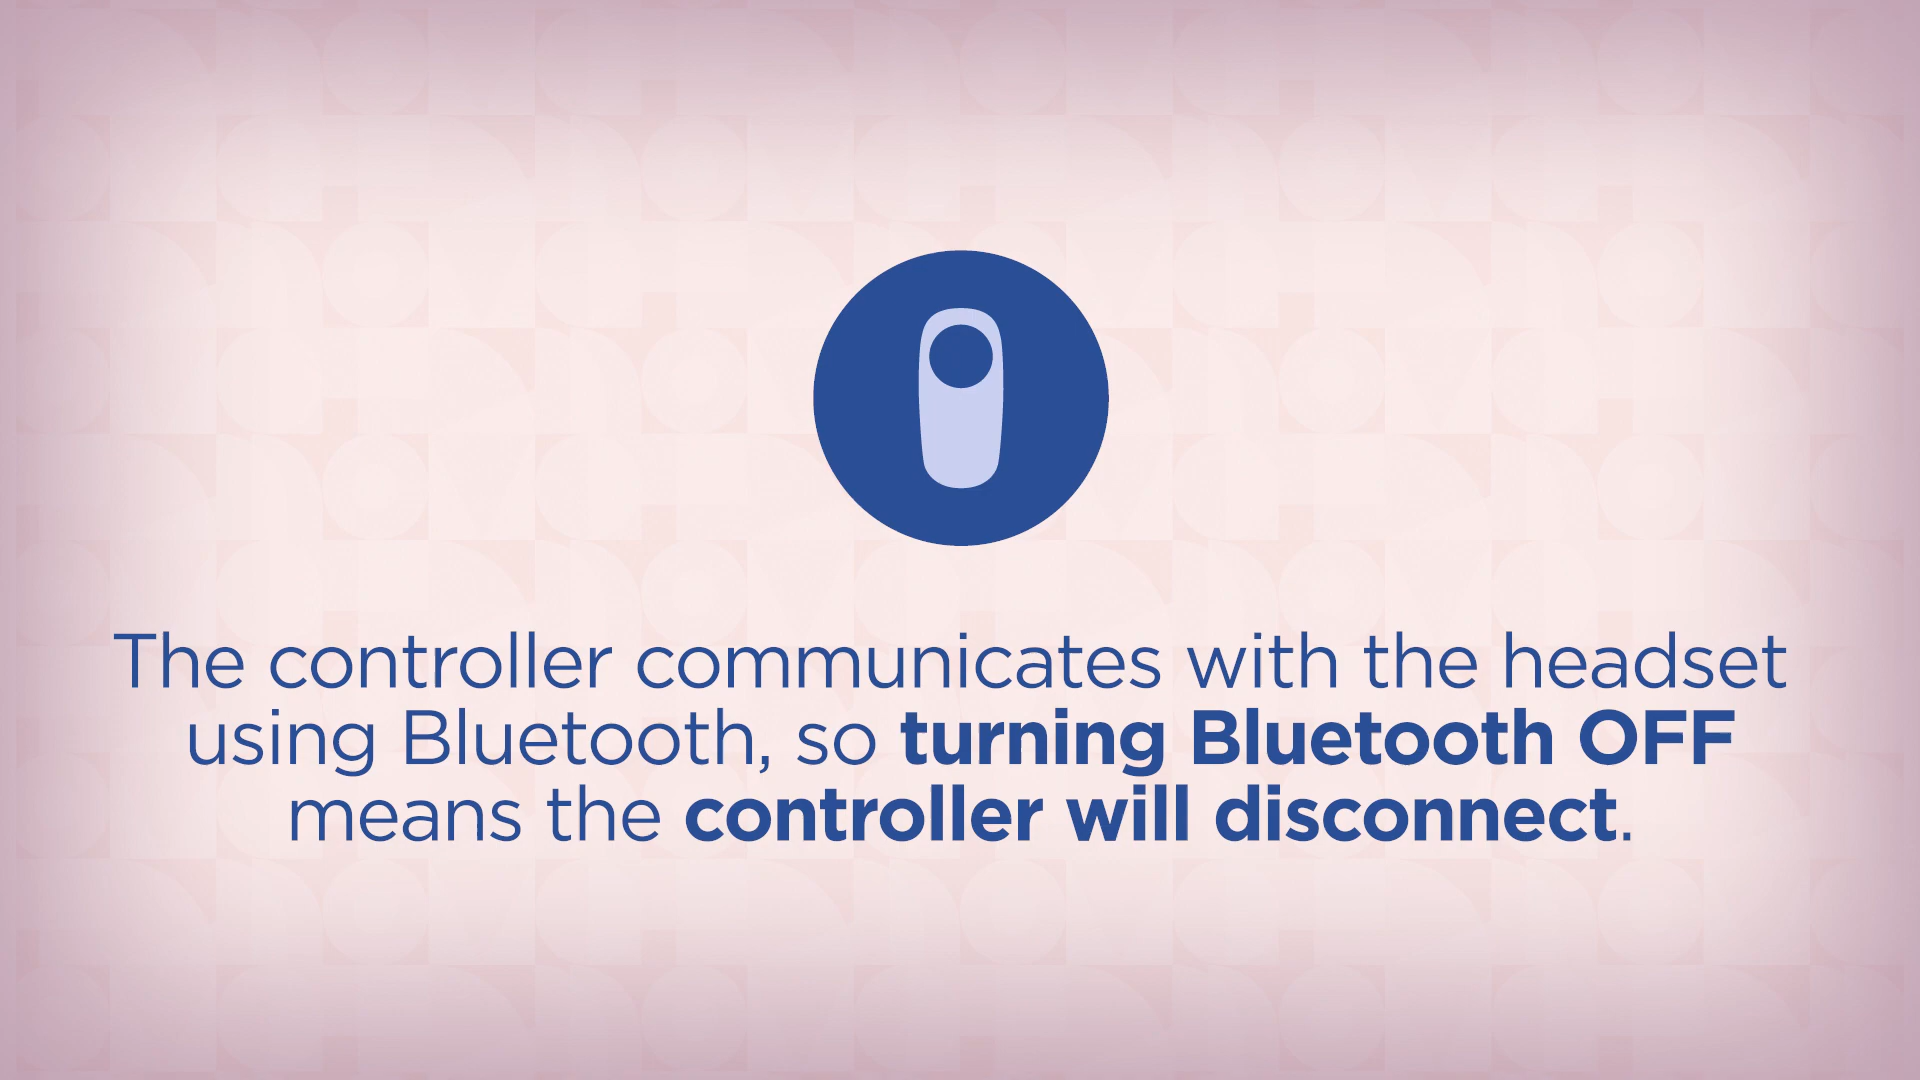 The controller communicates with the headset
using Bluetooth, so turning Bluetooth OFF
means the controller will disconnect.